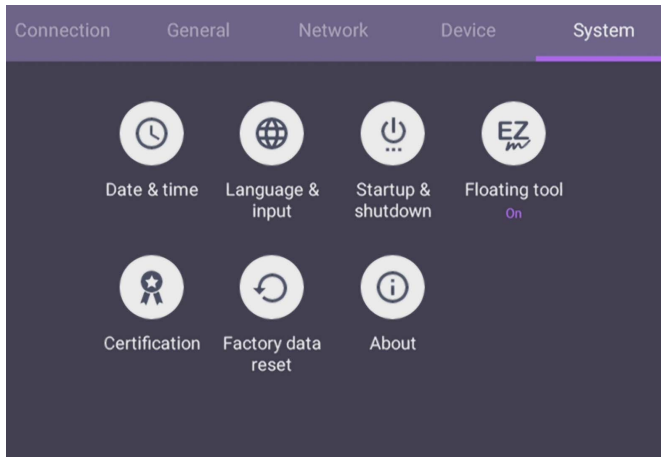 Connection General Network Device System
EZ
Date & time
Language &
input
Startup &
shutdown
Floating tool
On
Certification
Factory data
reset
About